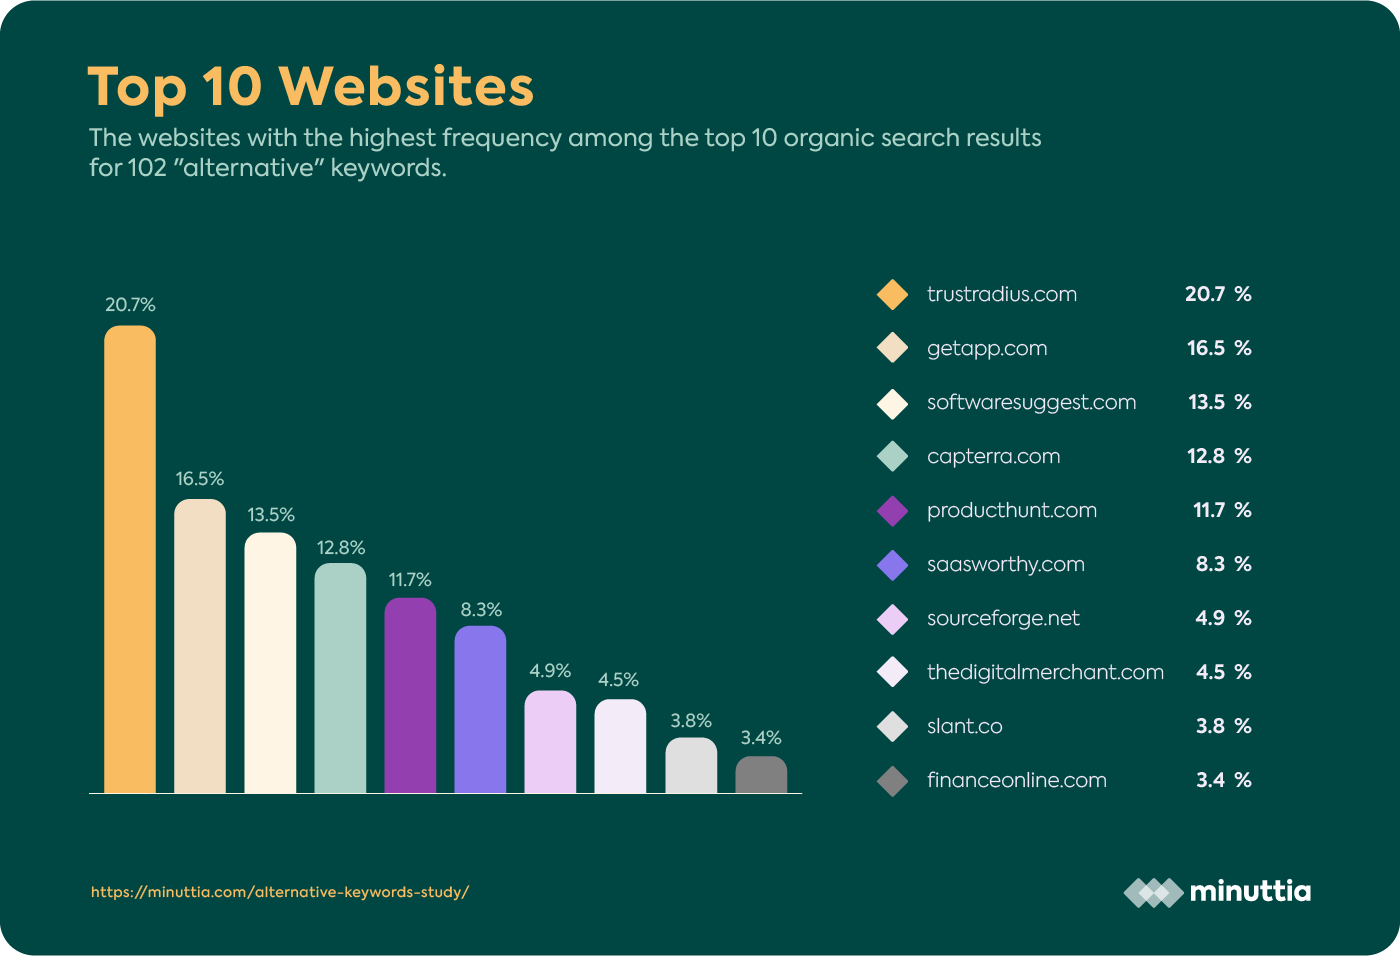 Top 10 Websites
The websites with the highest frequency among the top 10 organic search results
for 102 "alternative" keywords.
20.7%
16.5%
13.5%
12.8%
11.7%
8.3%
4.9%
4.5%
3.8%
3.4%
trustradius.com 20.7 %
getapp.com 16.5 %
softwaresuggest.com 13.5 %
capterra.com 12.8 %
producthunt.com 11.7 %
saasworthy.com 8.3 %
sourceforge.net 4.9 %
thedigitalmerchant.com 4.5 %
slant.co 3.8 %
financeonline.com 3.4 %
https://minuttia.com/alternative-keywords-study/
minuttia